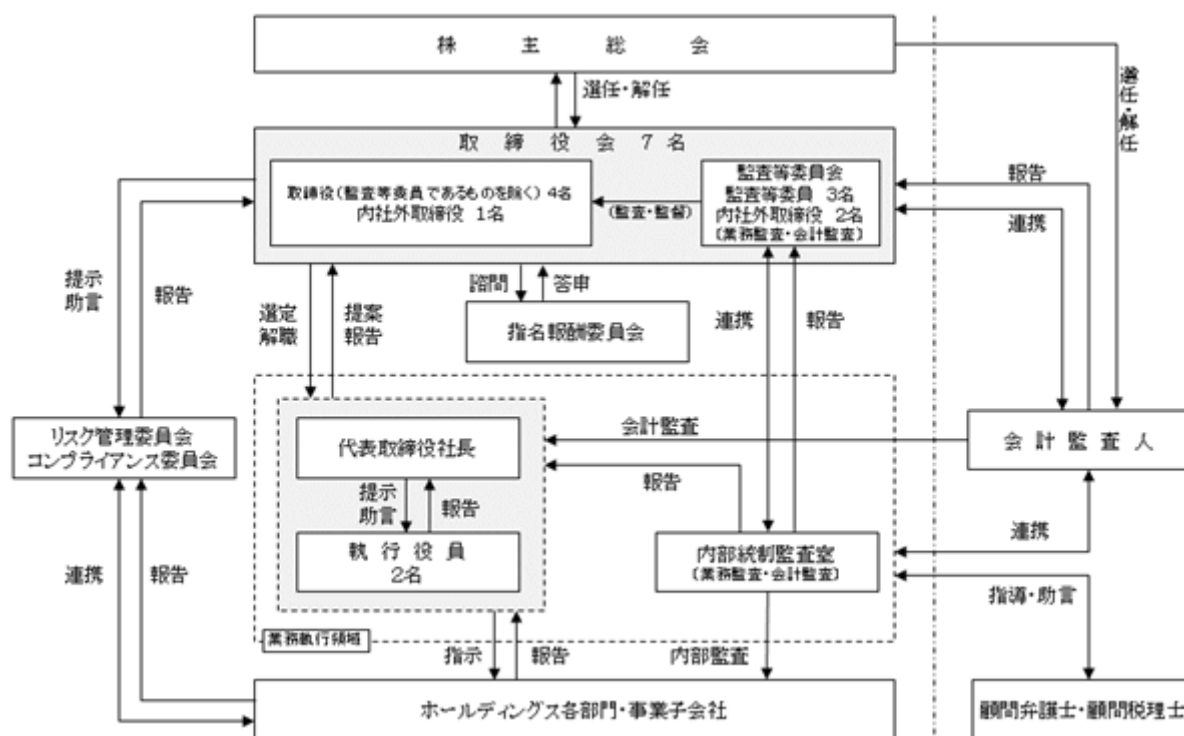 株主総会
選任・解任
選任・解任
取締役会 7名
取締役(監査等委員であるものを除く) 4名
内社外取締役 1名
(監査・監督)
監査等委員会
監査等委員 3名
内社外取締役 2名
(業務監査・会計監査)
報告
連携
提示
助言
報告
選定
解職
提案
報告
諮問
答申
指名報酬委員会
連携
報告
リスク管理委員会
コンプライアンス委員会
代表取締役社長
会計監査
会計監査人
報告
提示
助言
報告
執行役員
2名
内部統制監査室
(業務監査・会計監査)
連携
連携
報告
指導・助言
業務執行領域
指示
報告
内部監査
ホールディングス各部門・事業子会社
顧問弁護士・顧問税理士